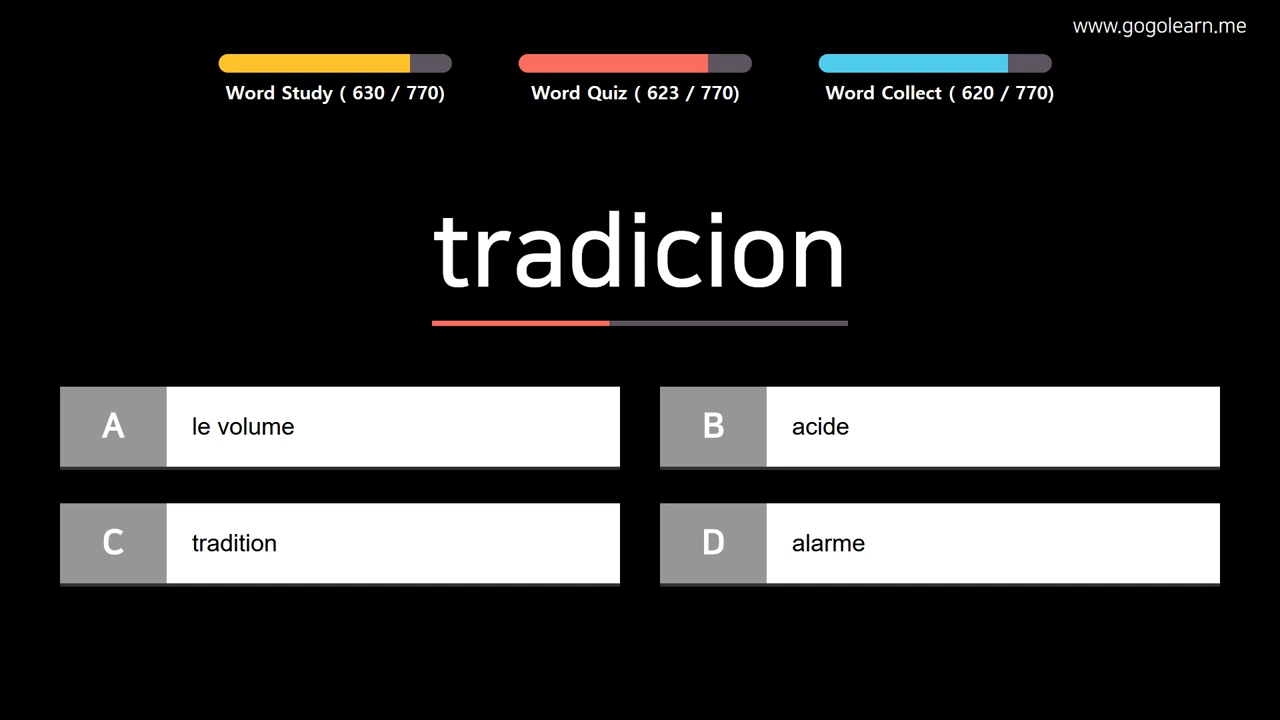 www.gogolearn.me
Word Study ( 630 / 770)
Word Quiz ( 623 / 770)
Word Collect ( 620 / 770)
tradicion
A le volume
B acide
C tradition
D alarme